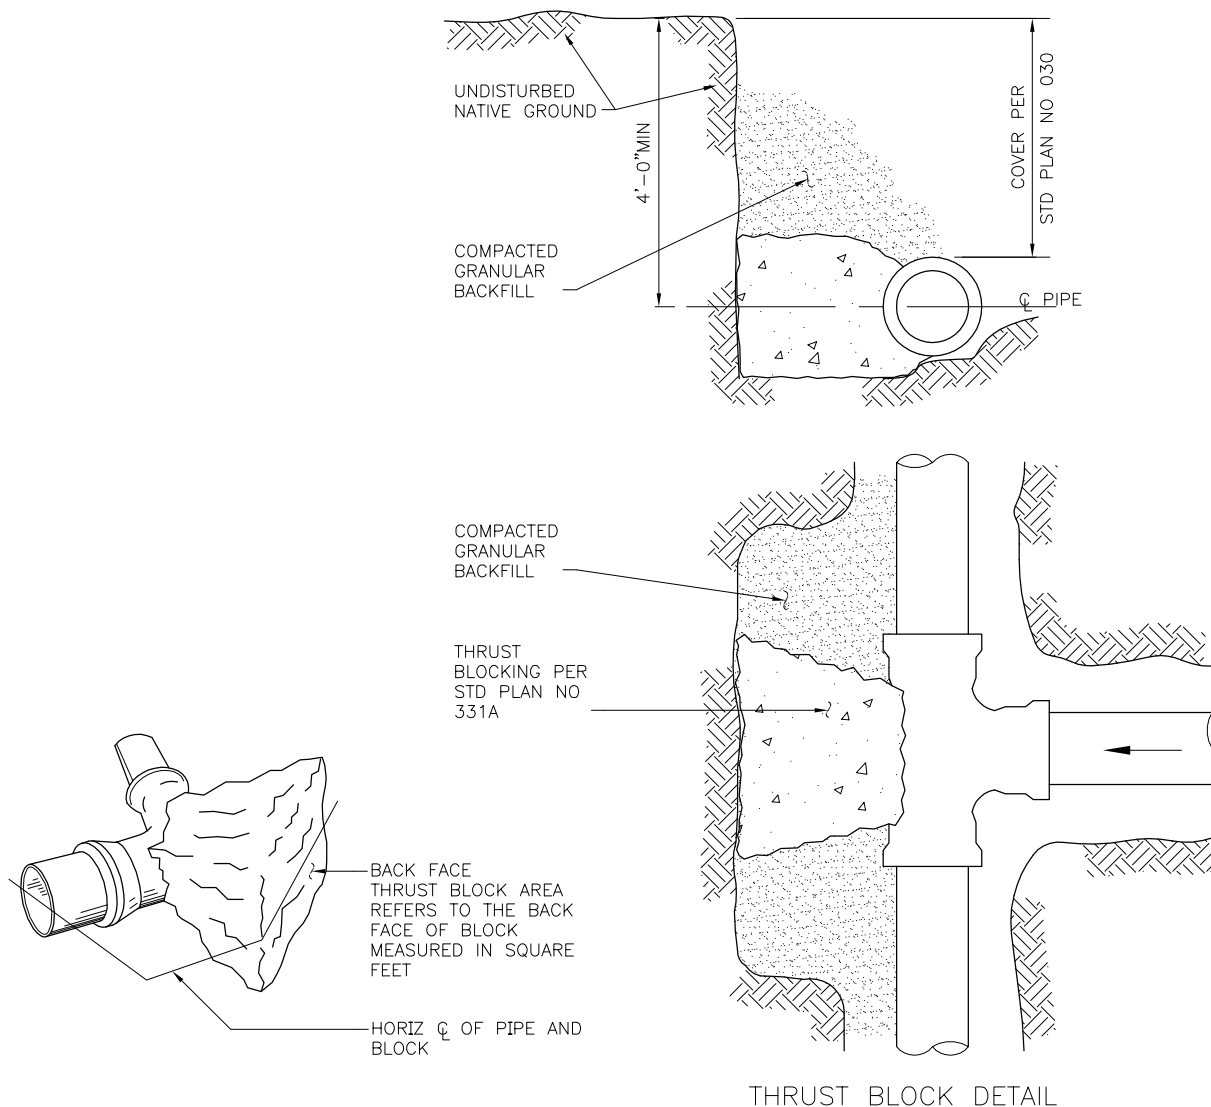 UNDISTURBED
NATIVE GROUND
4'-0"MIN
COVER PER
STD PLAN NO 030
COMPACTED
GRANULAR
BACKFILL
℄ PIPE
COMPACTED
GRANULAR
BACKFILL
THRUST
BLOCKING PER
STD PLAN NO
331A
BACK FACE
THRUST BLOCK AREA
REFERS TO THE BACK
FACE OF BLOCK
MEASURED IN SQUARE
FEET
HORIZ ℄ OF PIPE AND
BLOCK
THRUST BLOCK DETAIL